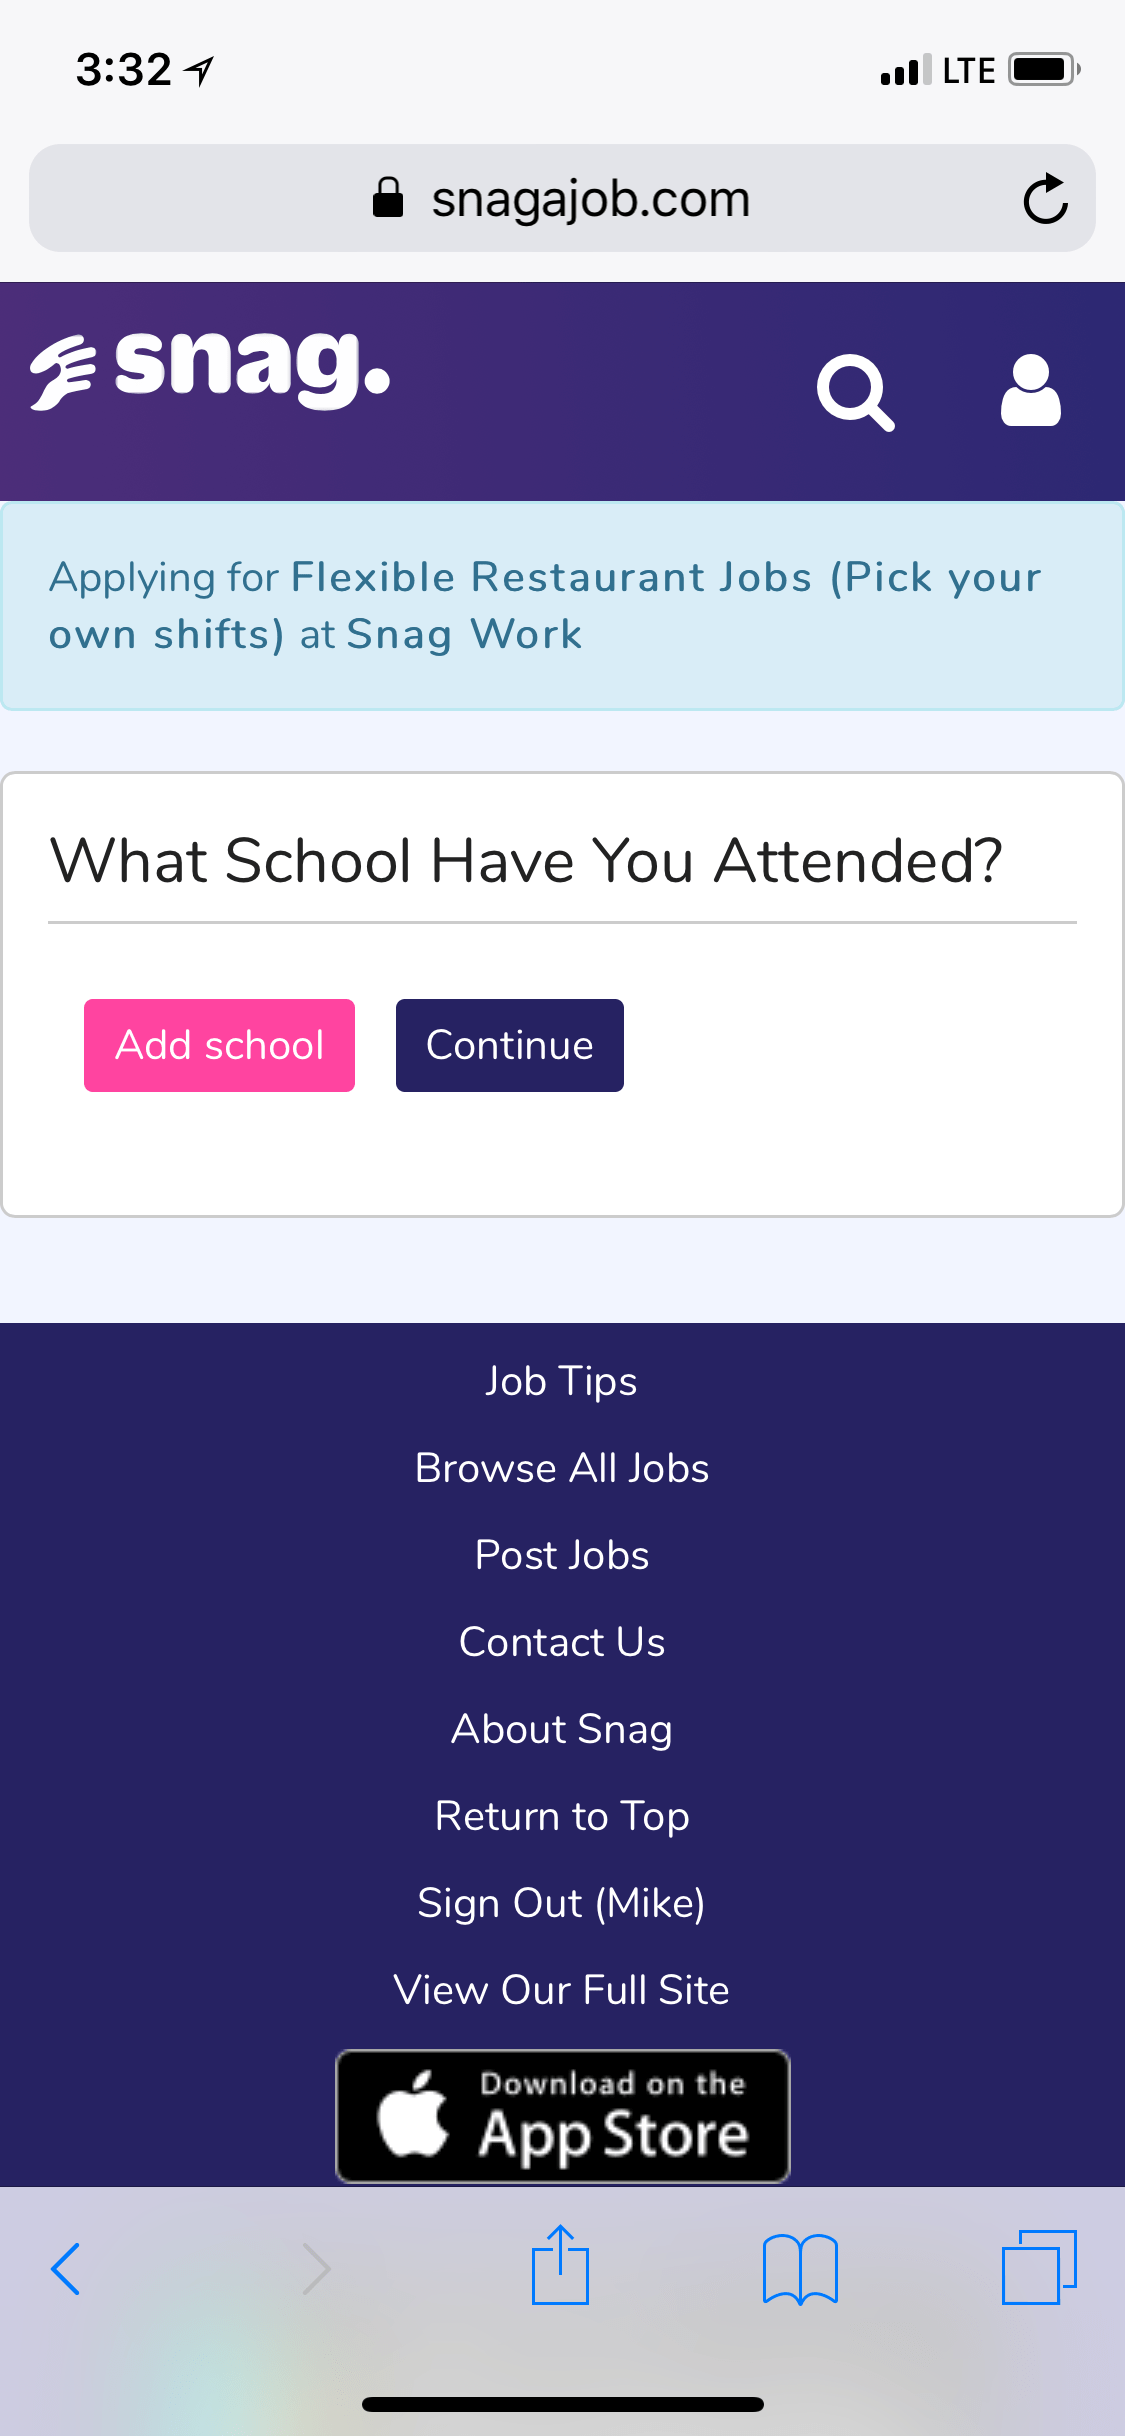 3:32
LTE
snagajob.com
snag.
Applying for Flexible Restaurant Jobs (Pick your
own shifts) at Snag Work
What School Have You Attended?
Add school
Continue
Job Tips
Browse All Jobs
Post Jobs
Contact Us
About Snag
Return to Top
Sign Out (Mike)
View Our Full Site
Download on the
App Store